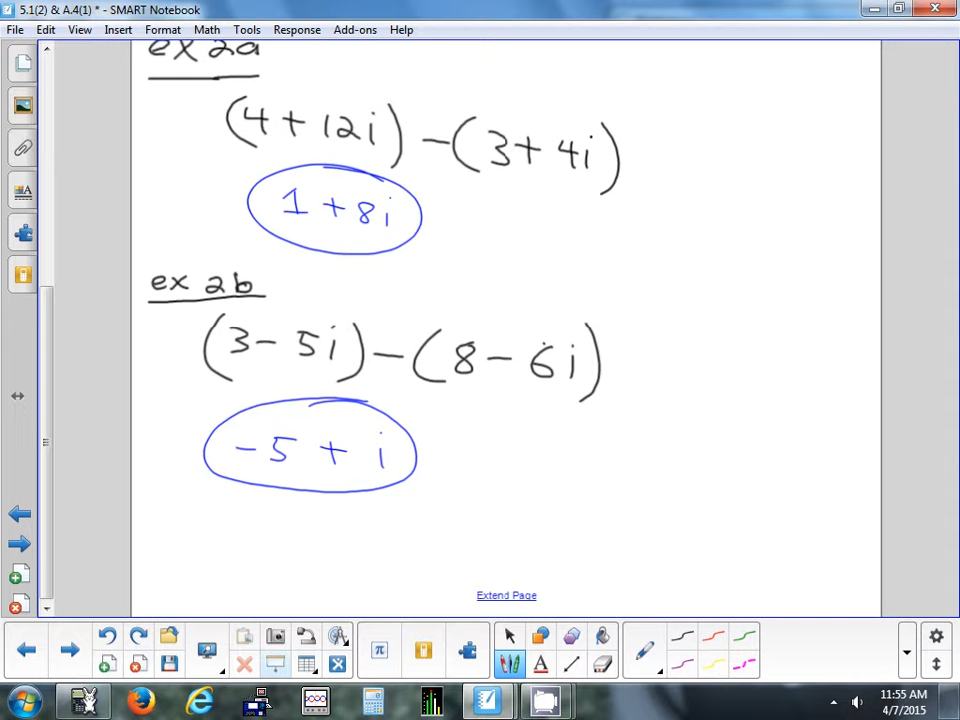 5.1(2) & A.4(1) * - SMART Notebook
File Edit View Insert Format Math Tools Response Add-ons Help
ex 2a
(4 + 12i) - (3 + 4i)
1 + 8i
ex 2b
(3 - 5i) - (8 - 6i)
-5 + i
Extend Page
11:55 AM
4/7/2015